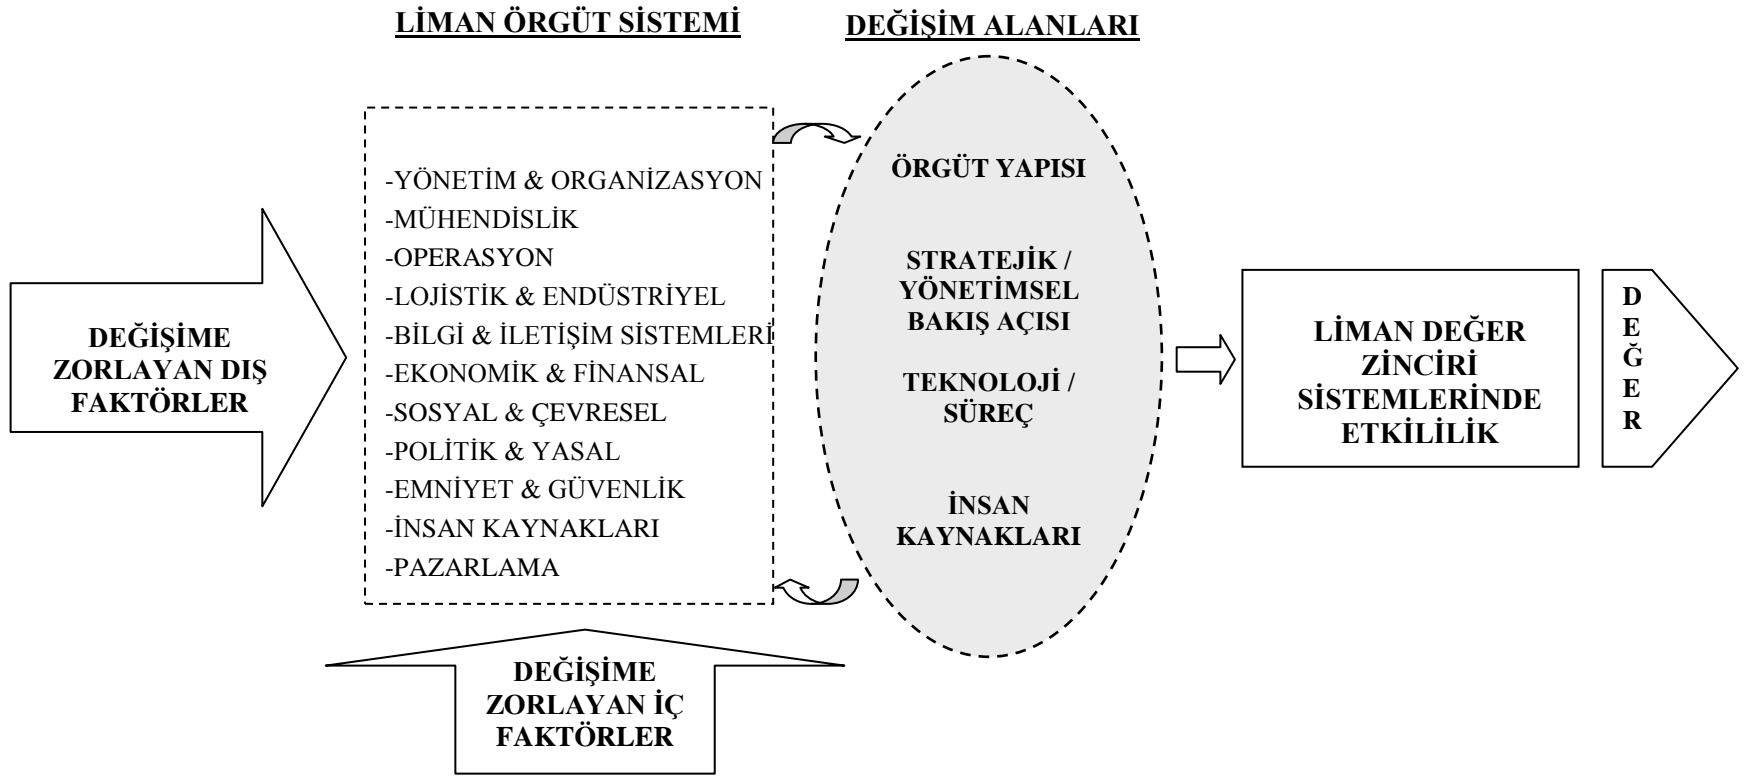 LİMAN ÖRGÜT SİSTEMİ
DEĞİŞİM ALANLARI
DEĞİŞİME
ZORLAYAN DIŞ
FAKTÖRLER
-YÖNETİM & ORGANİZASYON
-MÜHENDİSLİK
-OPERASYON
-LOJİSTİK & ENDÜSTRİYEL
-BİLGİ & İLETİŞİM SİSTEMLERİ
-EKONOMİK & FİNANSAL
-SOSYAL & ÇEVRESEL
-POLİTİK & YASAL
-EMNİYET & GÜVENLİK
-İNSAN KAYNAKLARI
-PAZARLAMA
ÖRGÜT YAPISI
STRATEJİK /
YÖNETİMSEL
BAKIŞ AÇISI
TEKNOLOJİ /
SÜREÇ
İNSAN
KAYNAKLARI
LİMAN DEĞER
ZİNCİRİ
SİSTEMLERİNDE
ETKİLİLİK
D
E
Ğ
E
R
DEĞİŞİME
ZORLAYAN İÇ
FAKTÖRLER